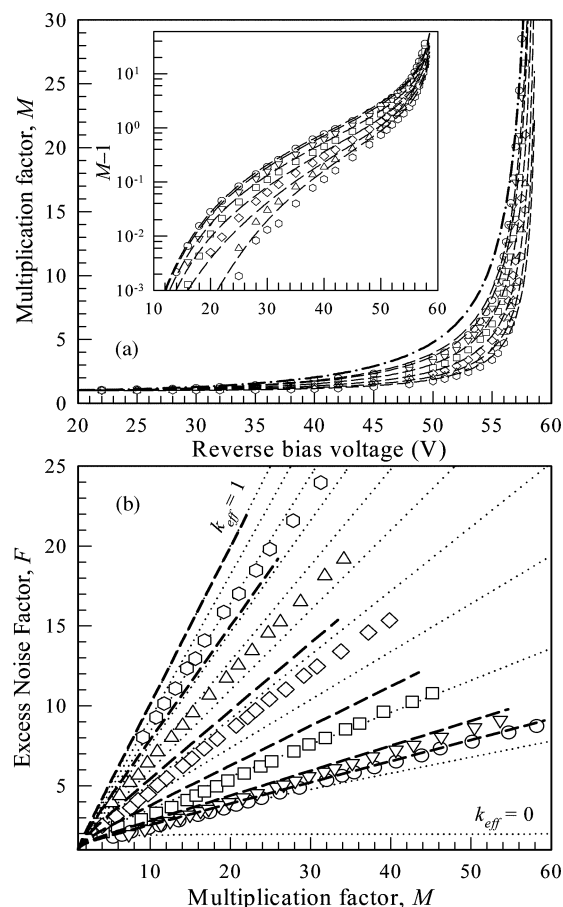 30
25
20
15
10
5
0
Multiplication factor, M
10¹
10⁰
10⁻¹
10⁻²
10⁻³
M–1
10 20 30 40 50 60
(a)
20 25 30 35 40 45 50 55 60
Reverse bias voltage (V)
25
20
15
10
5
Excess Noise Factor, F
(b)
k_eff = 1
k_eff = 0
10 20 30 40 50 60
Multiplication factor, M